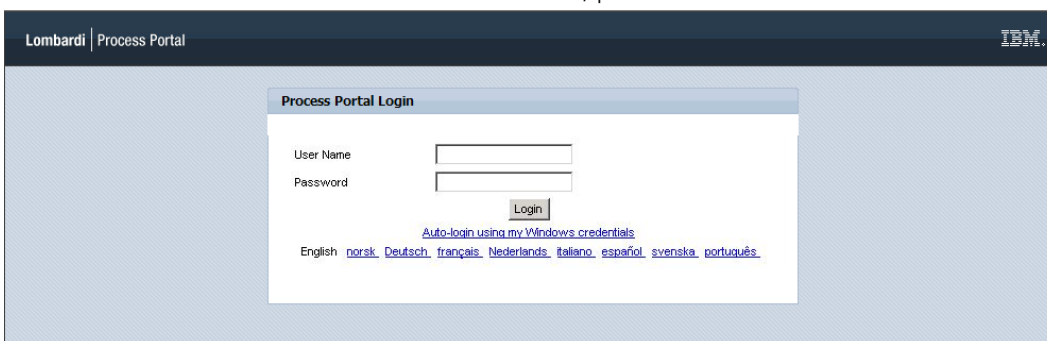 Lombardi | Process Portal
IBM.
Process Portal Login
User Name
Password
Login
Auto-login using my Windows credentials
English norsk Deutsch français Nederlands italiano español svenska português